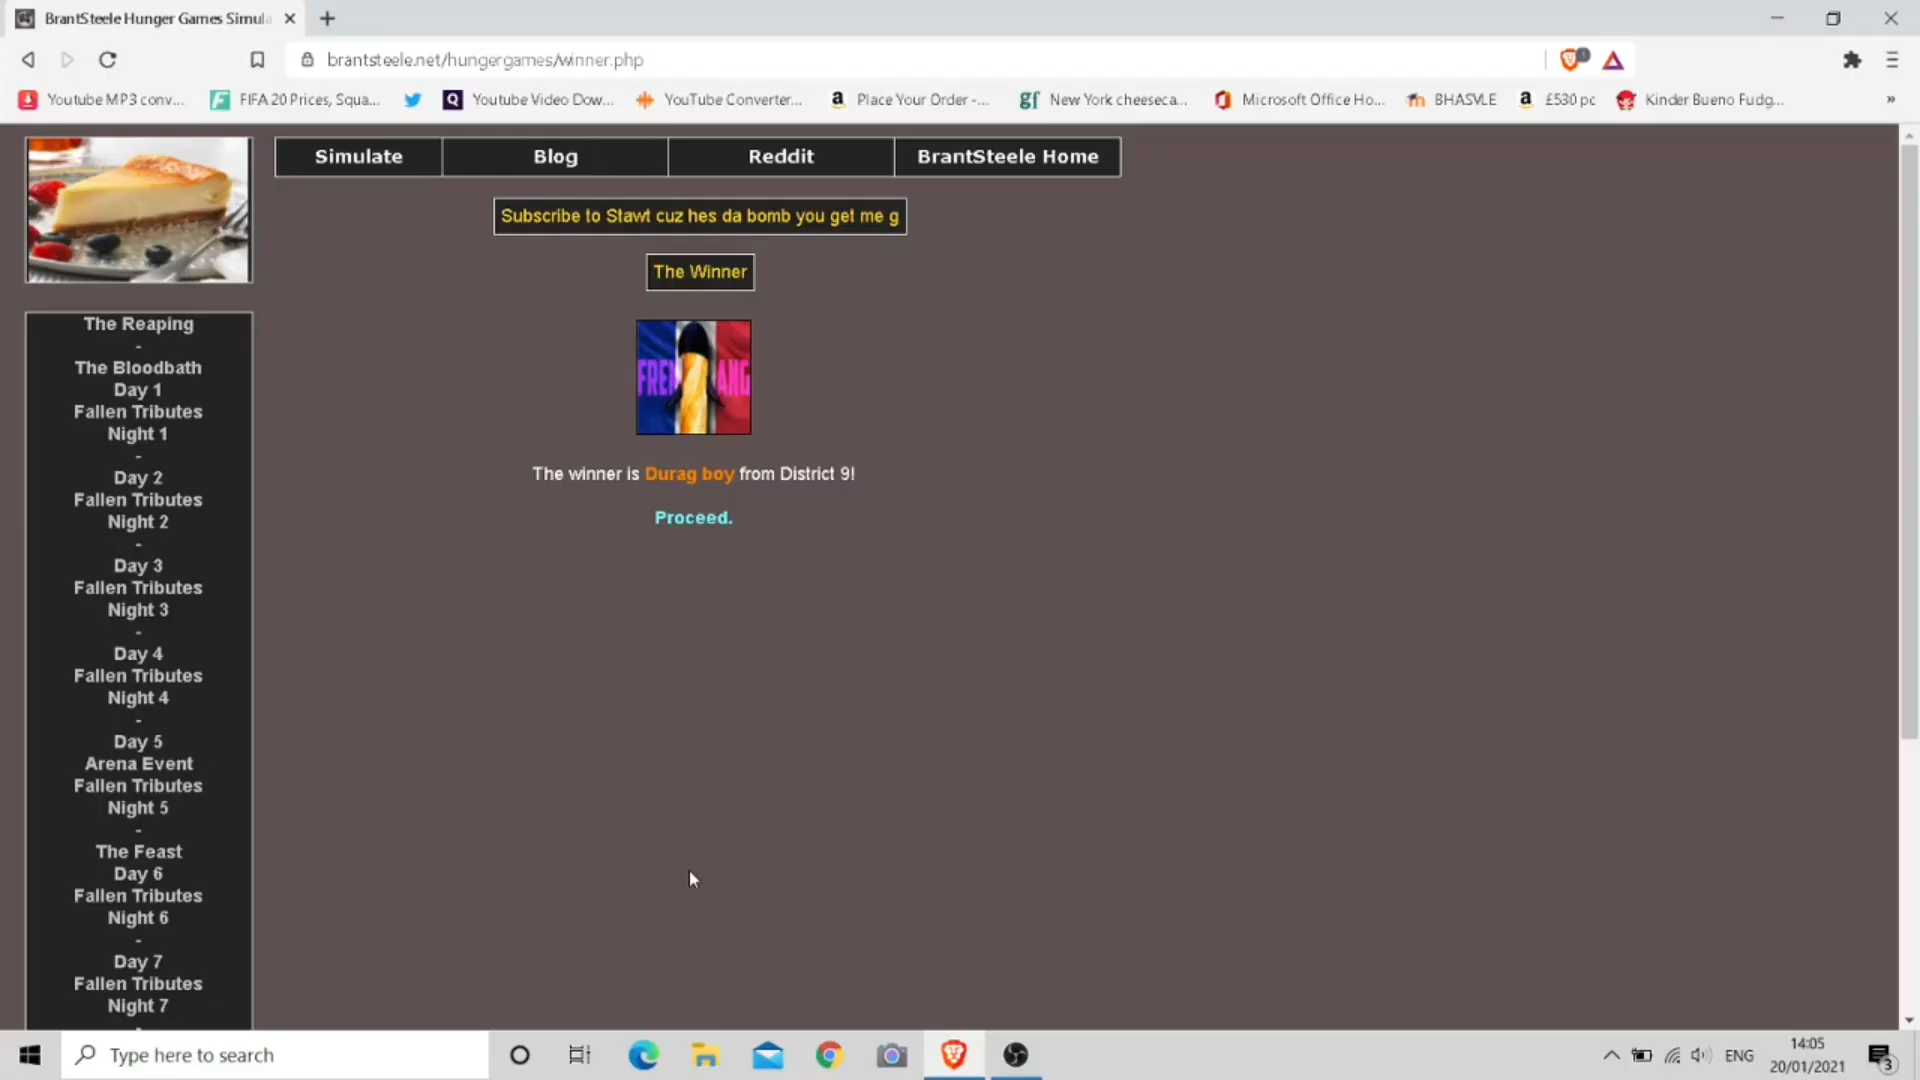 BrantSteele Hunger Games Simula
brantsteele.net/hungergames/winner.php
Youtube MP3 conv...
FIFA 20 Prices, Squa...
Youtube Video Dow...
YouTube Converter...
Place Your Order -...
gf New York cheeseca...
Microsoft Office Ho...
BHASVLE
£530 pc
Kinder Bueno Fudg...
»
Simulate
Blog
Reddit
BrantSteele Home
Subscribe to Stawt cuz hes da bomb you get me g
The Winner
The winner is Durag boy from District 9!
Proceed.
The Reaping
-
The Bloodbath
Day 1
Fallen Tributes
Night 1
-
Day 2
Fallen Tributes
Night 2
-
Day 3
Fallen Tributes
Night 3
-
Day 4
Fallen Tributes
Night 4
-
Day 5
Arena Event
Fallen Tributes
Night 5
-
The Feast
Day 6
Fallen Tributes
Night 6
-
Day 7
Fallen Tributes
Night 7
Type here to search
ENG
14:05
20/01/2021
3